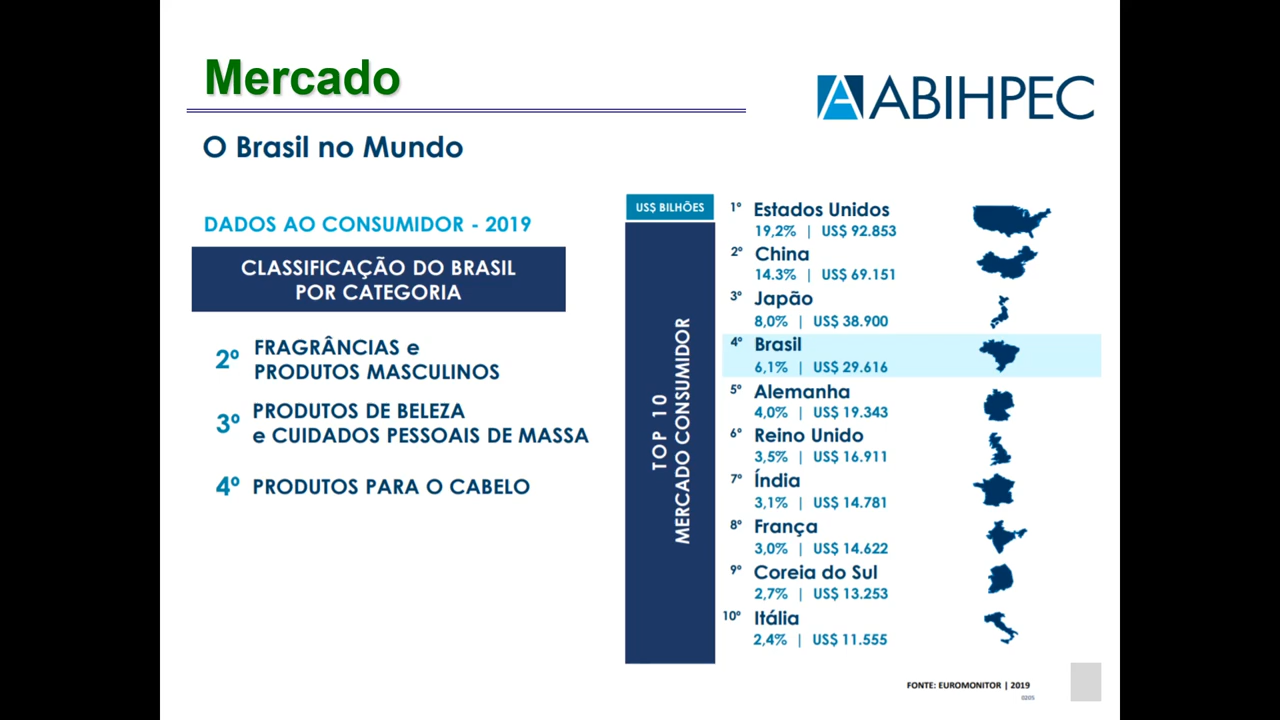 Mercado
ABIHPEC
O Brasil no Mundo
DADOS AO CONSUMIDOR - 2019
CLASSIFICAÇÃO DO BRASIL
POR CATEGORIA
2º FRAGRÂNCIAS e
PRODUTOS MASCULINOS
3º PRODUTOS DE BELEZA
e CUIDADOS PESSOAIS DE MASSA
4º PRODUTOS PARA O CABELO
US$ BILHÕES
TOP 10
MERCADO CONSUMIDOR
1º Estados Unidos
19,2% | US$ 92.853
2º China
14.3% | US$ 69.151
3º Japão
8,0% | US$ 38.900
4º Brasil
6,1% | US$ 29.616
5º Alemanha
4,0% | US$ 19.343
6º Reino Unido
3,5% | US$ 16.911
7º Índia
3,1% | US$ 14.781
8º França
3,0% | US$ 14.622
9º Coreia do Sul
2,7% | US$ 13.253
10º Itália
2,4% | US$ 11.555
FONTE: EUROMONITOR | 2019
0205